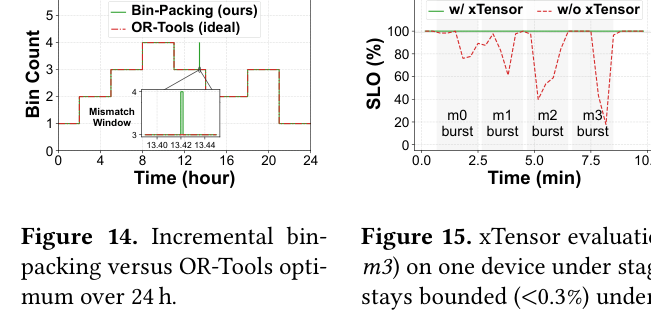 Bin-Packing (ours)
OR-Tools (ideal)
Bin Count
5
4
3
2
1
0
Mismatch
Window
4
3
13.40 13.42 13.44
0 4 8 12 16 20 24
Time (hour)
Figure 14. Incremental bin-
packing versus OR-Tools opti-
mum over 24 h.
w/ xTensor w/o xTensor
SLO (%)
100
80
60
40
20
0
m0
burst
m1
burst
m2
burst
m3
burst
0.0 2.5 5.0 7.5 10.
Time (min)
Figure 15. xTensor evaluatio
m3) on one device under stag
stays bounded (<0.3%) under